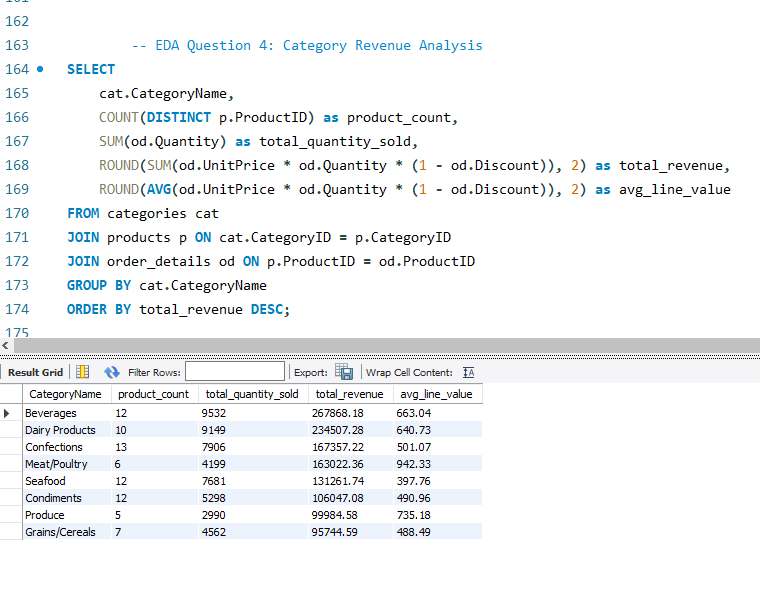 161
162
163 -- EDA Question 4: Category Revenue Analysis
164 SELECT
165 cat.CategoryName,
166 COUNT(DISTINCT p.ProductID) as product_count,
167 SUM(od.Quantity) as total_quantity_sold,
168 ROUND(SUM(od.UnitPrice * od.Quantity * (1 - od.Discount)), 2) as total_revenue,
169 ROUND(AVG(od.UnitPrice * od.Quantity * (1 - od.Discount)), 2) as avg_line_value
170 FROM categories cat
171 JOIN products p ON cat.CategoryID = p.CategoryID
172 JOIN order_details od ON p.ProductID = od.ProductID
173 GROUP BY cat.CategoryName
174 ORDER BY total_revenue DESC;
175
Result Grid Filter Rows: Export: Wrap Cell Content:
CategoryName product_count total_quantity_sold total_revenue avg_line_value
Beverages 12 9532 267868.18 663.04
Dairy Products 10 9149 234507.28 640.73
Confections 13 7906 167357.22 501.07
Meat/Poultry 6 4199 163022.36 942.33
Seafood 12 7681 131261.74 397.76
Condiments 12 5298 106047.08 490.96
Produce 5 2990 99984.58 735.18
Grains/Cereals 7 4562 95744.59 488.49